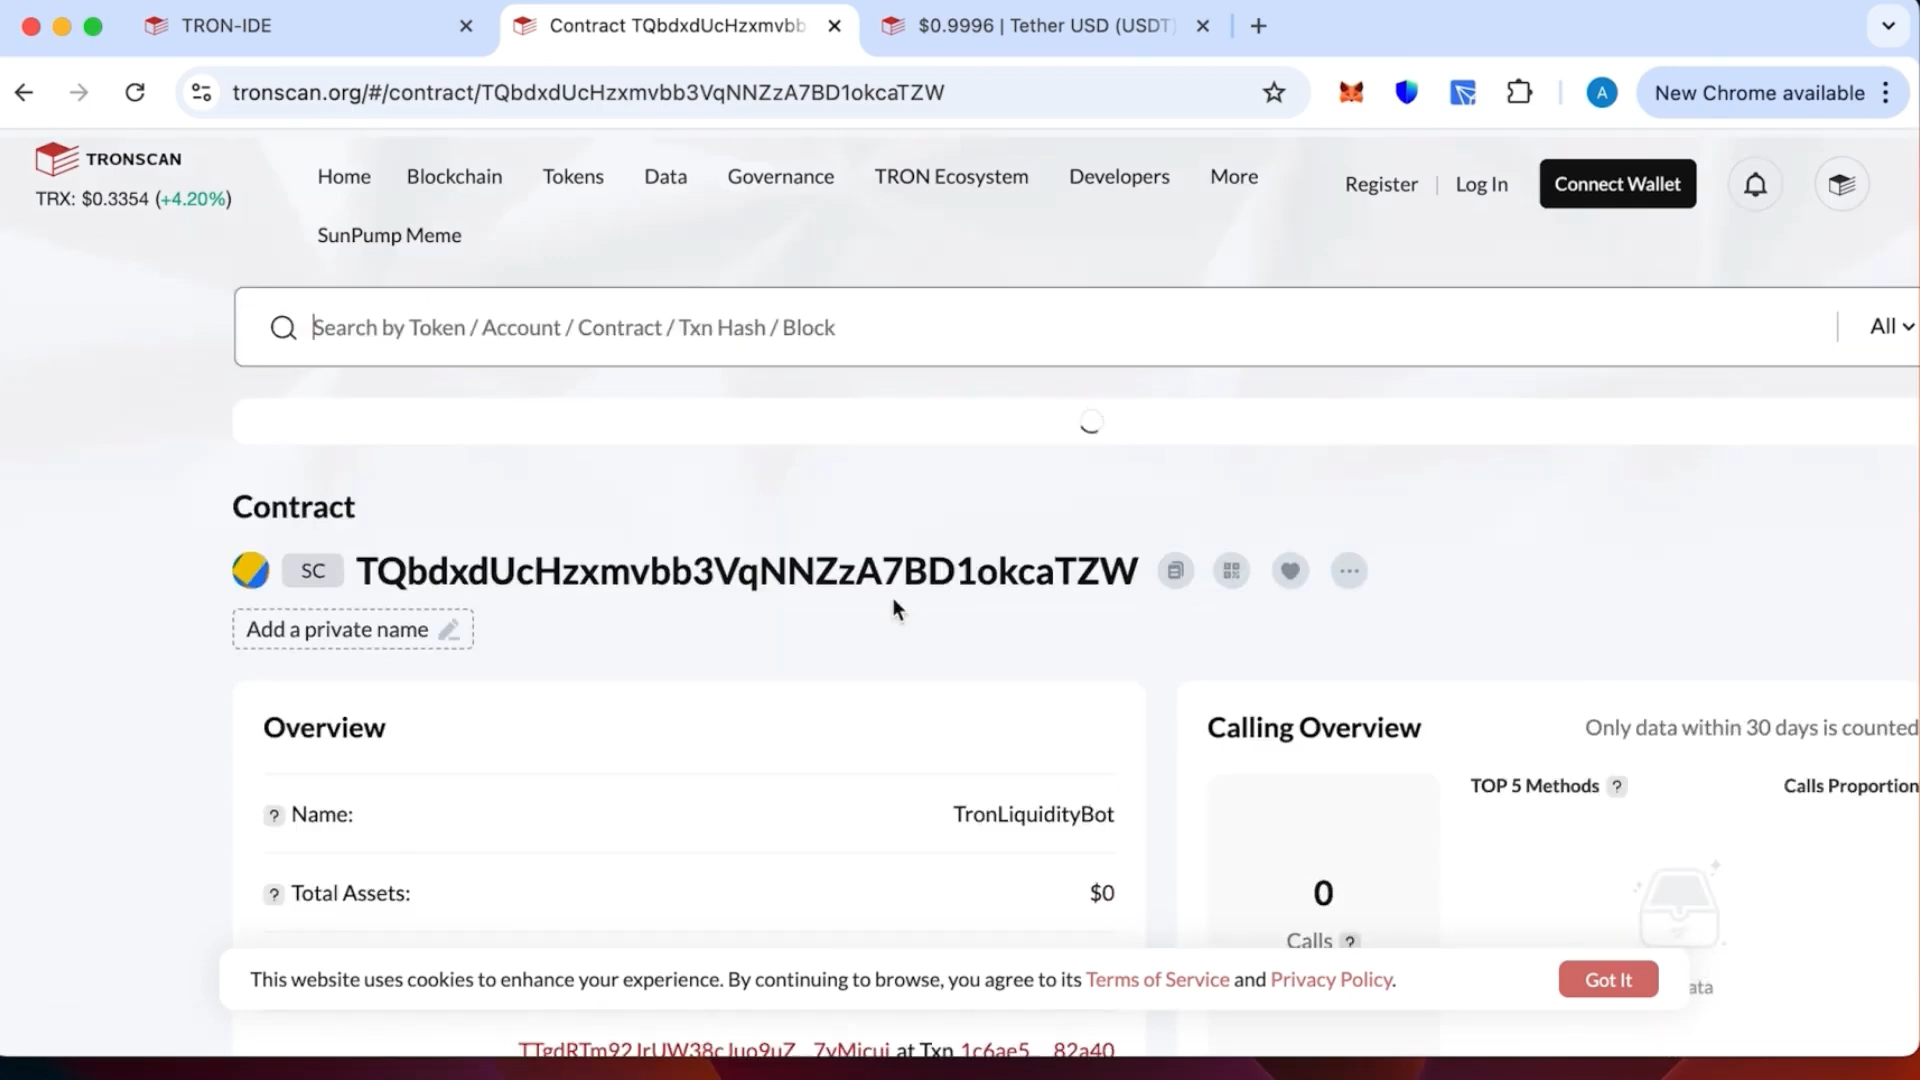 TRON-IDE
Contract TQbdxdUcHzxmvbb
$0.9996 | Tether USD (USDT)
tronscan.org/#/contract/TQbdxdUcHzxmvbb3VqNNZzA7BD1okcaTZW
A
New Chrome available
TRONSCAN
TRX: $0.3354 (+4.20%)
Home Blockchain Tokens Data Governance TRON Ecosystem Developers More
SunPump Meme
Register | Log In
Connect Wallet
Search by Token / Account / Contract / Txn Hash / Block
All
Contract
SC TQbdxdUcHzxmvbb3VqNNZzA7BD1okcaTZW
Add a private name
Overview
? Name: TronLiquidityBot
? Total Assets: $0
Calling Overview
Only data within 30 days is counted
TOP 5 Methods ?
Calls Proportion
0
Calls ?
ata
This website uses cookies to enhance your experience. By continuing to browse, you agree to its Terms of Service and Privacy Policy.
Got It
at Txn 1c6ae5... 82a40